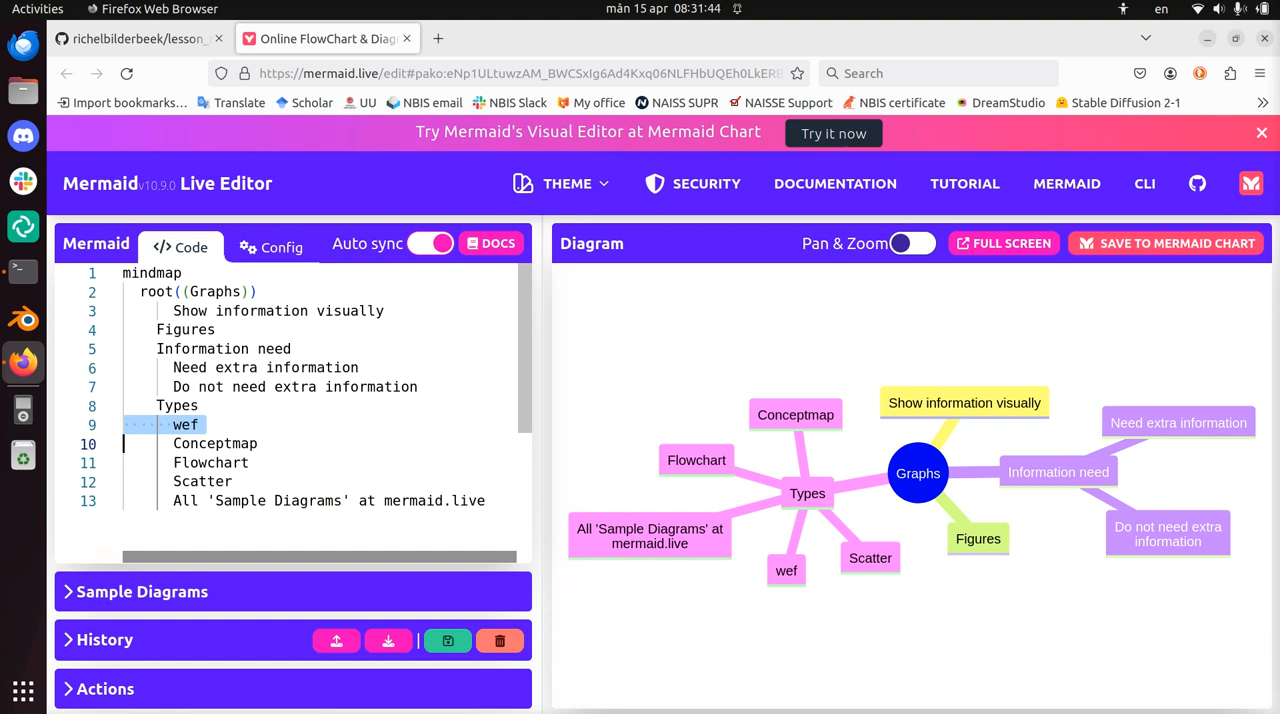 Activities
Firefox Web Browser
mån 15 apr 08:31:44
en
richelbilderbeek/lesson_
Online FlowChart & Diagr
https://mermaid.live/edit#pako:eNp1ULtuwzAM_BWCSxIg6Ad4Kxq06NLFHbUQEh0LkERB
Search
Import bookmarks...
Translate
Scholar
UU
NBIS email
NBIS Slack
My office
NAISS SUPR
NAISSE Support
NBIS certificate
DreamStudio
Stable Diffusion 2-1
Try Mermaid's Visual Editor at Mermaid Chart
Try it now
Mermaid v10.9.0 Live Editor
THEME
SECURITY
DOCUMENTATION
TUTORIAL
MERMAID
CLI
Mermaid
</> Code
Config
Auto sync
DOCS
1 mindmap
2 root((Graphs))
3 Show information visually
4 Figures
5 Information need
6 Need extra information
7 Do not need extra information
8 Types
9 wef
10 Conceptmap
11 Flowchart
12 Scatter
13 All 'Sample Diagrams' at mermaid.live
Sample Diagrams
History
Actions
Diagram
Pan & Zoom
FULL SCREEN
SAVE TO MERMAID CHART
Conceptmap
Show information visually
Need extra information
Flowchart
Graphs
Information need
Types
All 'Sample Diagrams' at
mermaid.live
Do not need extra
information
Figures
Scatter
wef